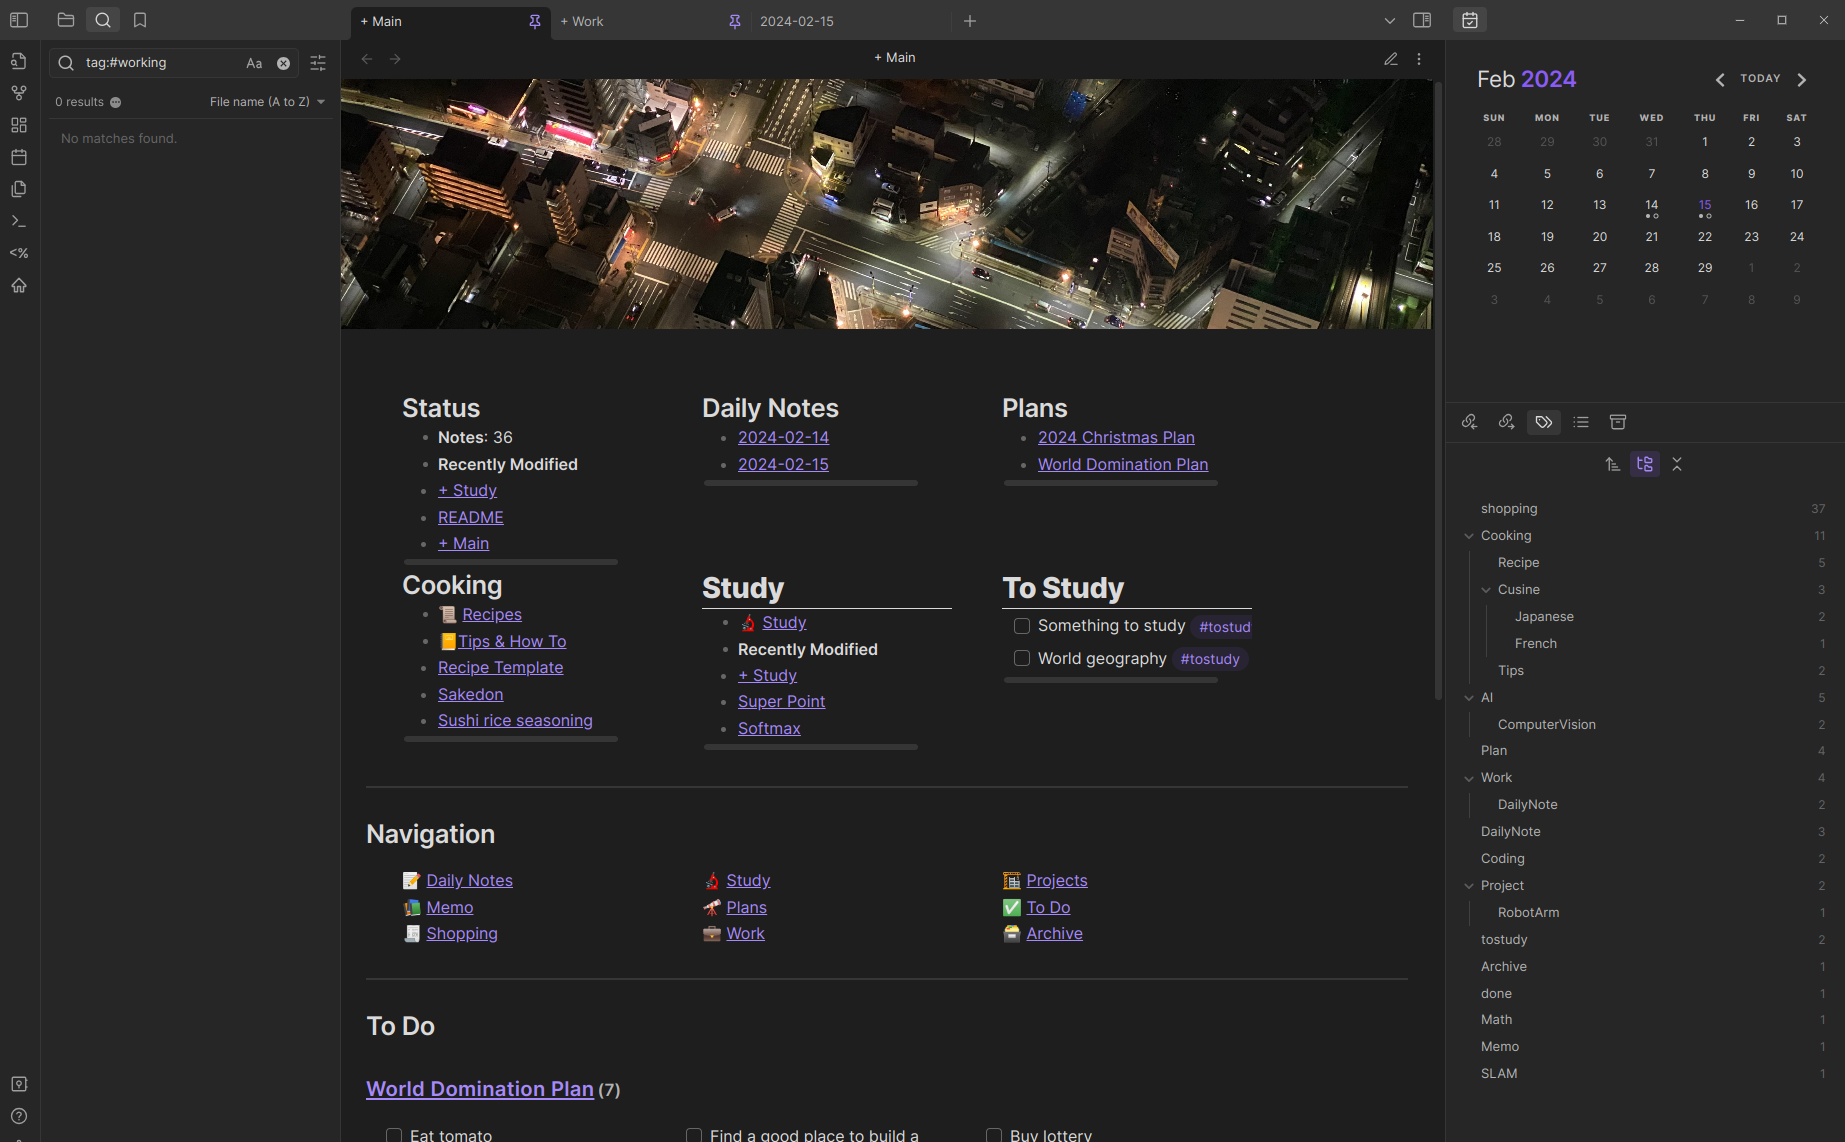 + Main
+ Work
2024-02-15
tag:#working
Aa
0 results
File name (A to Z)
No matches found.
<%
+ Main
Status
Notes: 36
Recently Modified
+ Study
README
+ Main
Daily Notes
2024-02-14
2024-02-15
Plans
2024 Christmas Plan
World Domination Plan
Cooking
Recipes
Tips & How To
Recipe Template
Sakedon
Sushi rice seasoning
Study
Study
Recently Modified
+ Study
Super Point
Softmax
To Study
Something to study #tostud
World geography #tostudy
Navigation
Daily Notes
Memo
Shopping
Study
Plans
Work
Projects
To Do
Archive
To Do
World Domination Plan (7)
Eat tomato
Find a good place to build a
Buy lottery
Feb 2024
TODAY
SUN MON TUE WED THU FRI SAT
28 29 30 31 1 2 3
4 5 6 7 8 9 10
11 12 13 14 15 16 17
18 19 20 21 22 23 24
25 26 27 28 29 1 2
3 4 5 6 7 8 9
shopping 37
Cooking 11
Recipe 5
Cusine 3
Japanese 2
French 1
Tips 2
AI 5
ComputerVision 2
Plan 4
Work 4
DailyNote 2
DailyNote 3
Coding 2
Project 2
RobotArm 1
tostudy 2
Archive 1
done 1
Math 1
Memo 1
SLAM 1